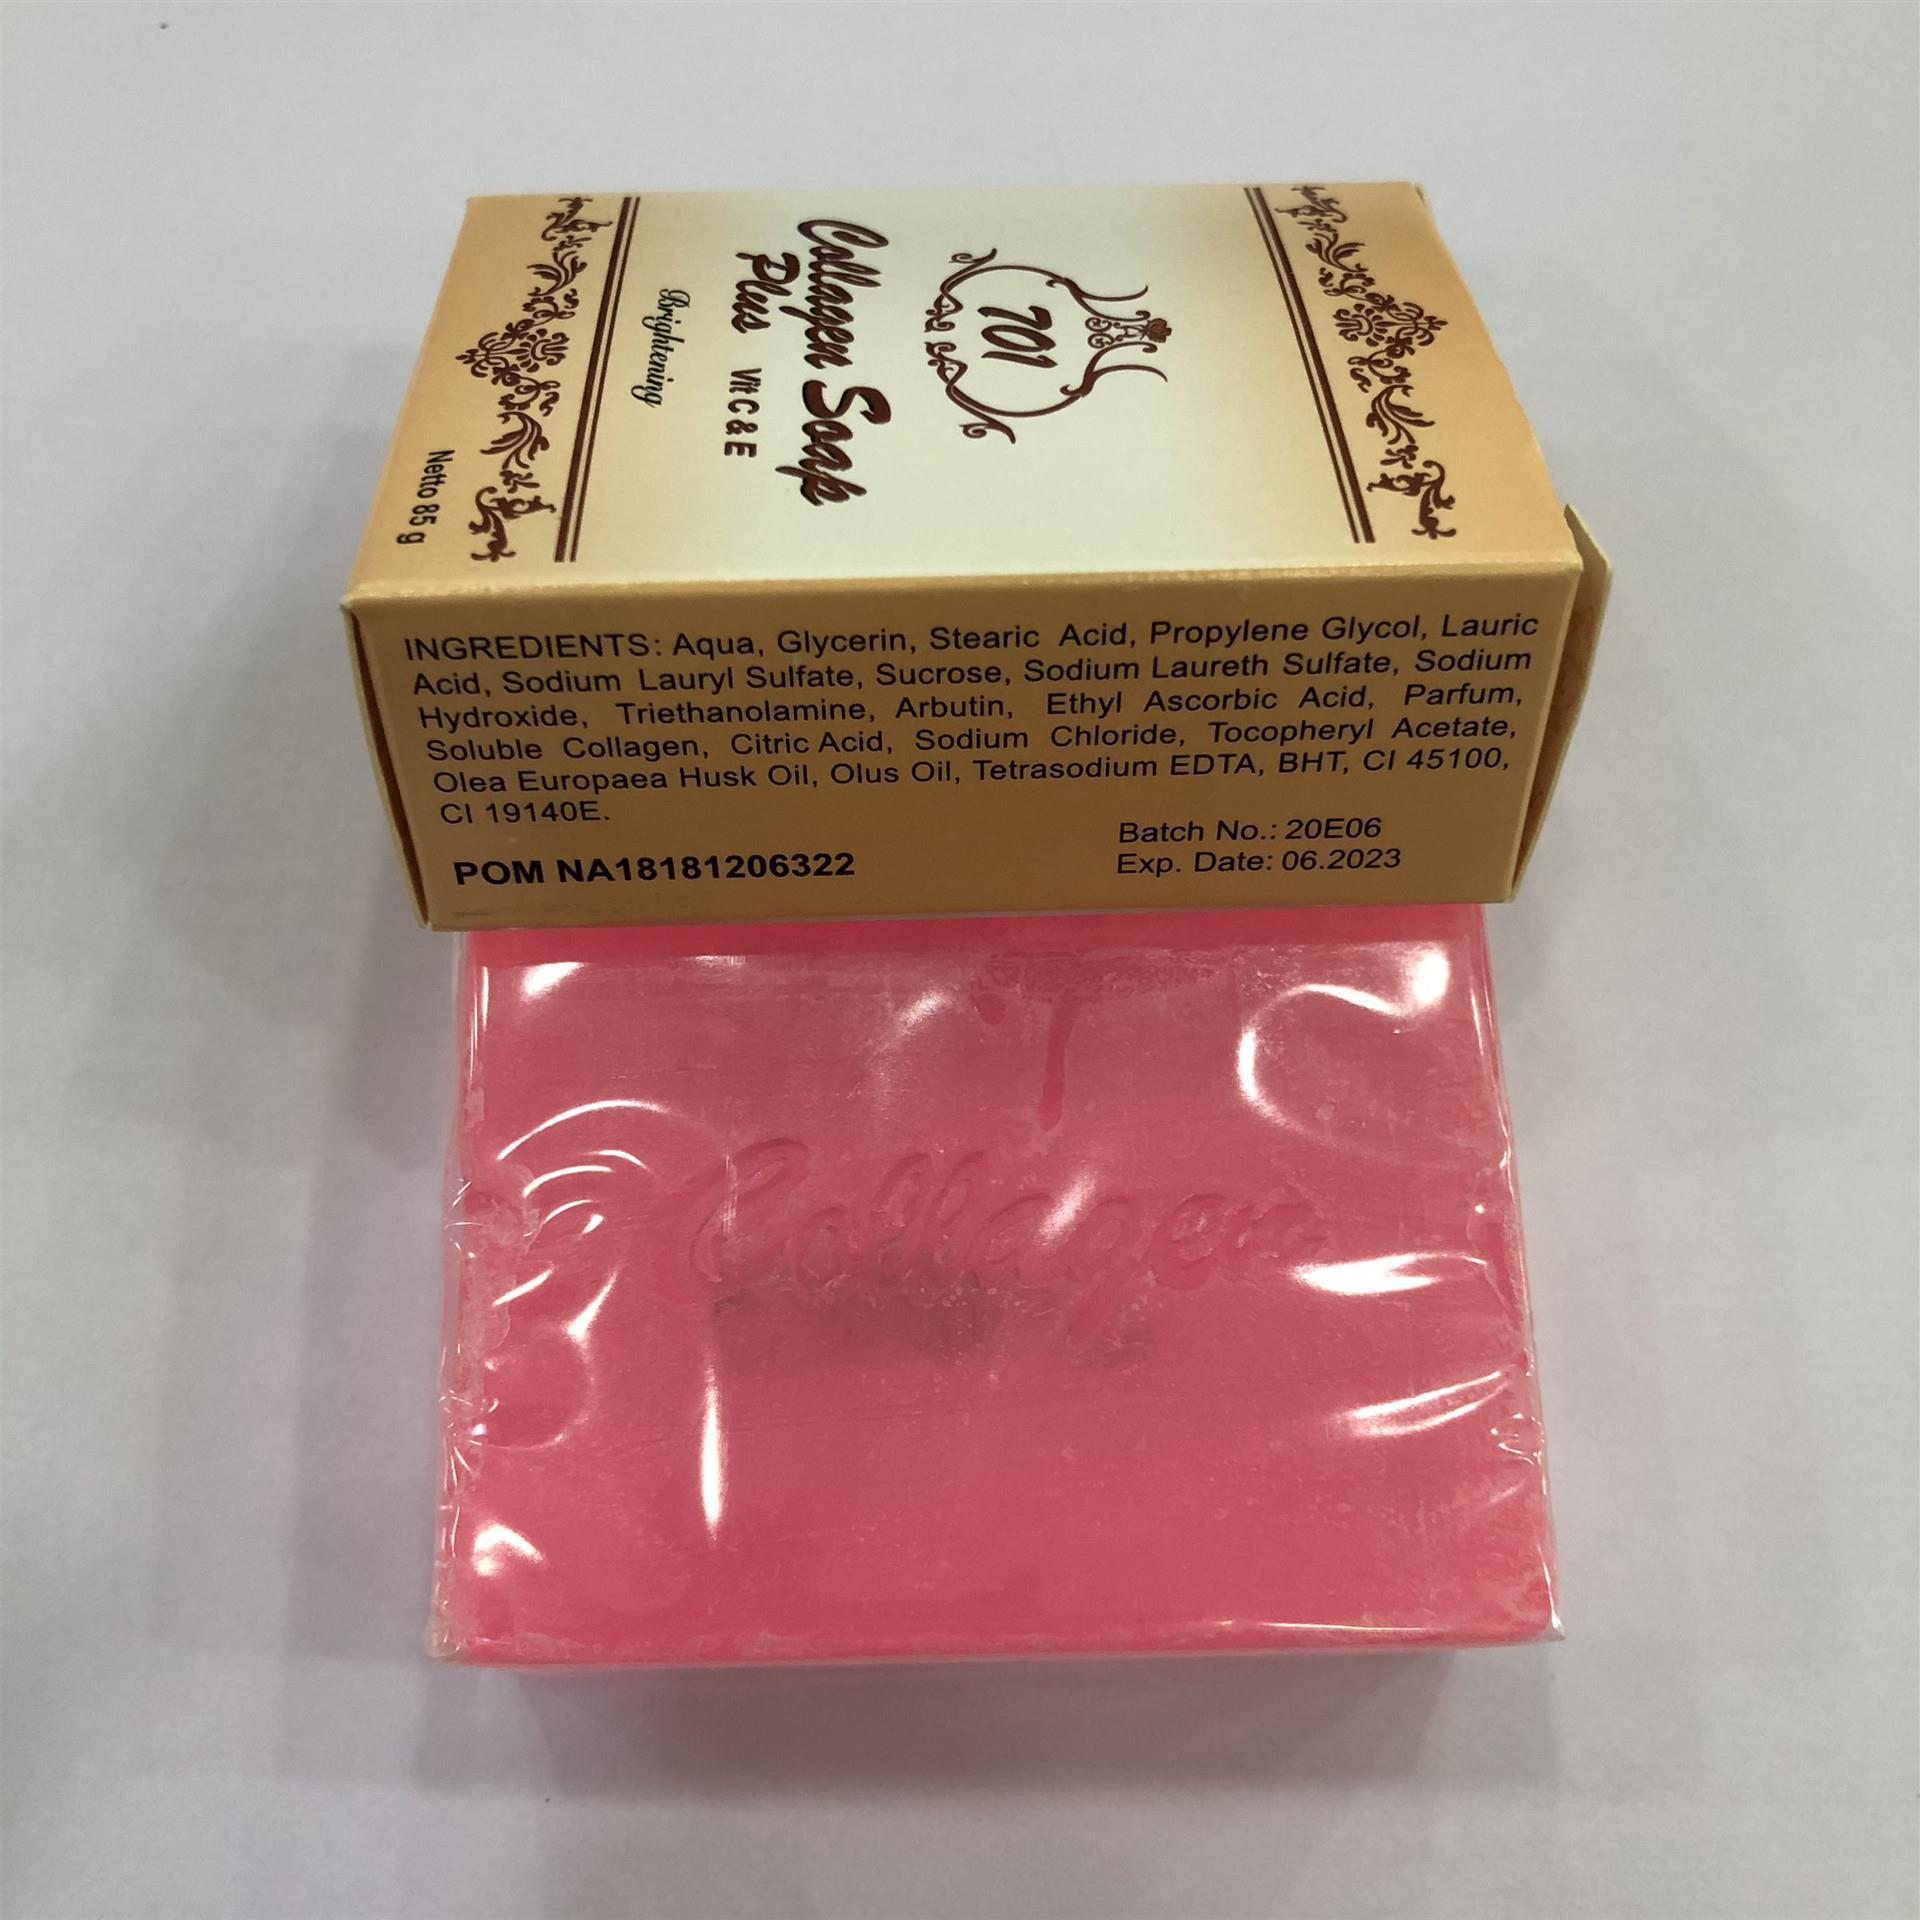 701
Collagen Soap
Plus Vit C & E
Brightening
Netto 85 g
INGREDIENTS: Aqua, Glycerin, Stearic Acid, Propylene Glycol, Lauric
Acid, Sodium Lauryl Sulfate, Sucrose, Sodium Laureth Sulfate, Sodium
Hydroxide, Triethanolamine, Arbutin, Ethyl Ascorbic Acid, Parfum,
Soluble Collagen, Citric Acid, Sodium Chloride, Tocopheryl Acetate,
Olea Europaea Husk Oil, Olus Oil, Tetrasodium EDTA, BHT, CI 45100,
CI 19140E.
Batch No.: 20E06
POM NA18181206322
Exp. Date: 06.2023
Collagen